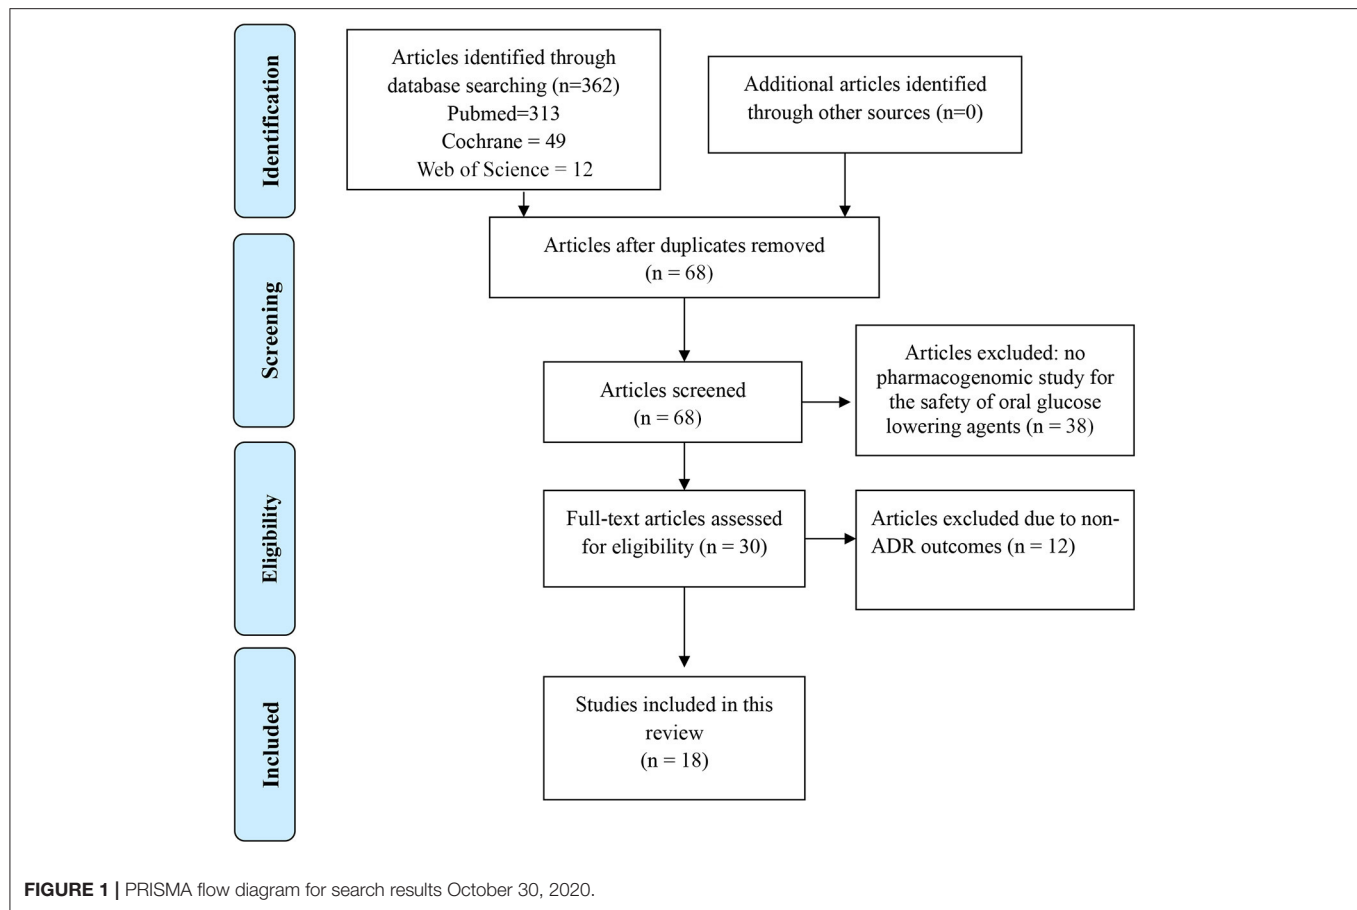 Identification
Articles identified through
database searching (n=362)
Pubmed=313
Cochrane = 49
Web of Science = 12
Additional articles identified
through other sources (n=0)
Screening
Articles after duplicates removed
(n = 68)
Articles screened
(n = 68)
Articles excluded: no
pharmacogenomic study for
the safety of oral glucose
lowering agents (n = 38)
Eligibility
Full-text articles assessed
for eligibility (n = 30)
Articles excluded due to non-
ADR outcomes (n = 12)
Included
Studies included in this
review
(n = 18)
FIGURE 1 | PRISMA flow diagram for search results October 30, 2020.